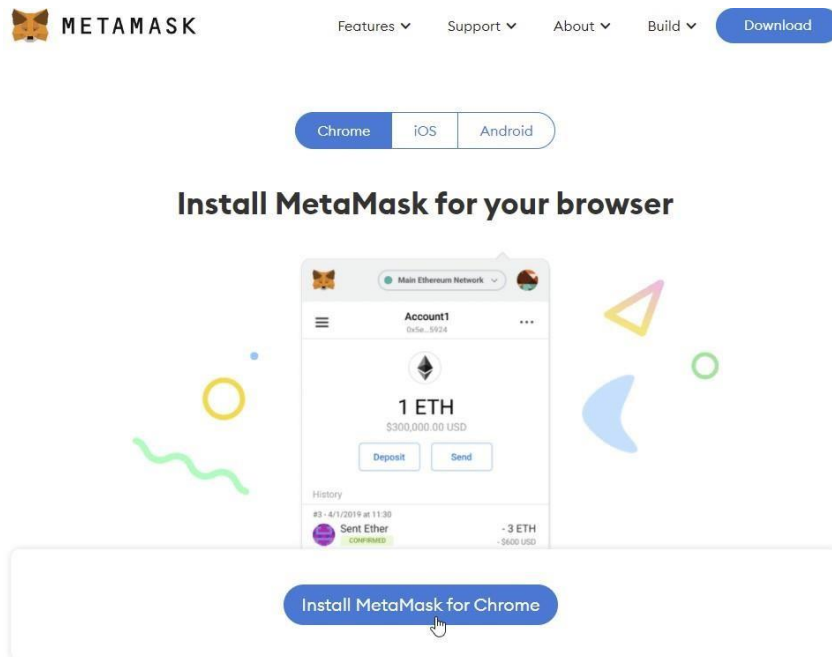 METAMASK Features Support About Build Download
Chrome iOS Android
Install MetaMask for your browser
Main Ethereum Network
Account1
0x5e...5924
1 ETH
$300,000.00 USD
Deposit Send
History
#3 - 4/1/2019 at 11:30
Sent Ether - 3 ETH
CONFIRMED - $600 USD
Install MetaMask for Chrome